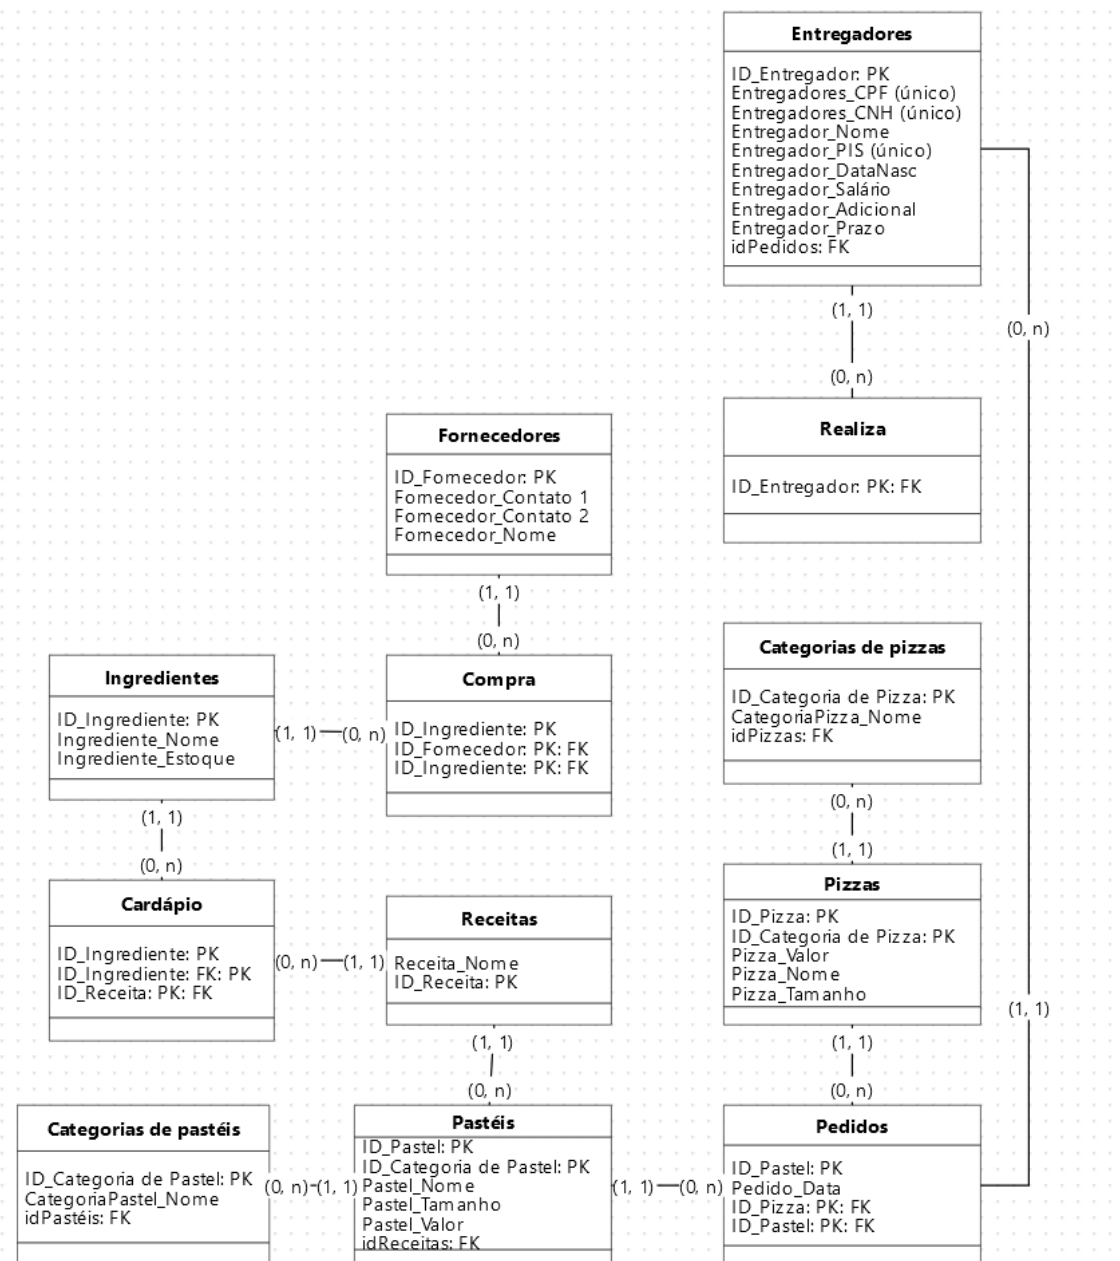 Entregadores
ID_Entregador: PK
Entregadores_CPF (único)
Entregadores_CNH (único)
Entregador_Nome
Entregador_PIS (único)
Entregador_DataNasc
Entregador_Salário
Entregador_Adicional
Entregador_Prazo
idPedidos: FK
(1, 1)
(0, n)
(0, n)
Realiza
ID_Entregador: PK: FK
Fornecedores
ID_Fornecedor: PK
Fornecedor_Contato 1
Fornecedor_Contato 2
Fornecedor_Nome
(1, 1)
(0, n)
Ingredientes
ID_Ingrediente: PK
Ingrediente_Nome
Ingrediente_Estoque
(1, 1)
(0, n)
Compra
ID_Ingrediente: PK
ID_Fornecedor: PK: FK
ID_Ingrediente: PK: FK
Categorias de pizzas
ID_Categoria de Pizza: PK
CategoriaPizza_Nome
idPizzas: FK
(0, n)
(1, 1)
(1, 1)
(0, n)
Cardápio
ID_Ingrediente: PK
ID_Ingrediente: FK: PK
ID_Receita: PK: FK
(0, n)
(1, 1)
Receitas
Receita_Nome
ID_Receita: PK
Pizzas
ID_Pizza: PK
ID_Categoria de Pizza: PK
Pizza_Valor
Pizza_Nome
Pizza_Tamanho
(1, 1)
(1, 1)
(0, n)
(1, 1)
(0, n)
Categorias de pastéis
ID_Categoria de Pastel: PK
CategoriaPastel_Nome
idPastéis: FK
(0, n)
(1, 1)
Pastéis
ID_Pastel: PK
ID_Categoria de Pastel: PK
Pastel_Nome
Pastel_Tamanho
Pastel_Valor
idReceitas: FK
(1, 1)
(0, n)
Pedidos
ID_Pastel: PK
Pedido_Data
ID_Pizza: PK: FK
ID_Pastel: PK: FK